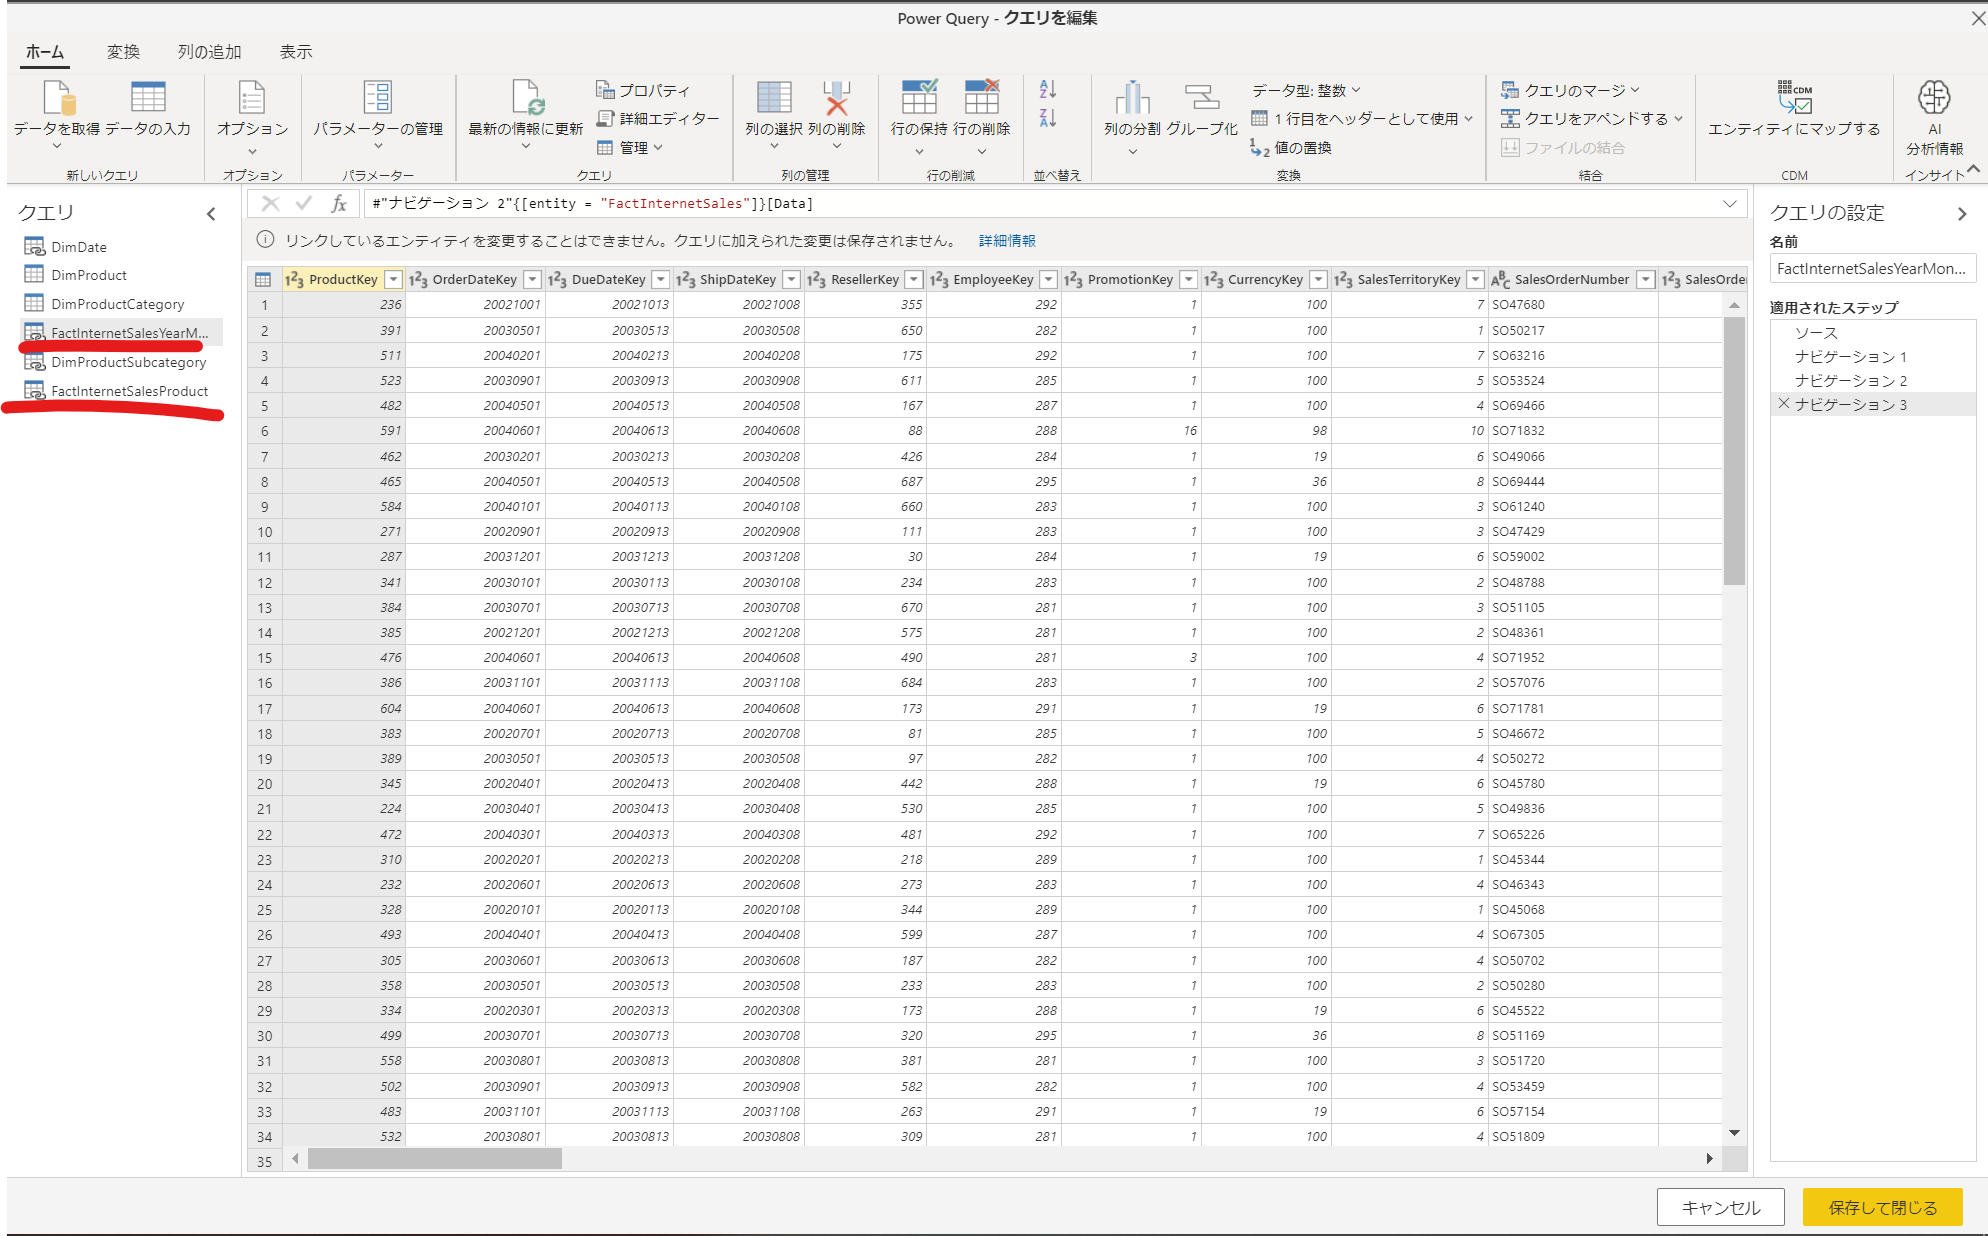 Power Query - クエリを編集
ホーム 変換 列の追加 表示
データを取得 データの入力 オプション パラメーターの管理 最新の情報に更新 プロパティ 詳細エディター 管理 列の選択 列の削除 行の保持 行の削除 列の分割 グループ化 データ型: 整数 1 行目をヘッダーとして使用 値の置換 クエリのマージ クエリをアペンドする ファイルの結合 エンティティにマップする AI 分析情報
新しいクエリ オプション パラメーター クエリ 列の管理 行の削減 並べ替え 変換 結合 CDM インサイト
クエリ
DimDate
DimProduct
DimProductCategory
FactInternetSalesYearM...
DimProductSubcategory
FactInternetSalesProduct
fx #"ナビゲーション 2"{[entity = "FactInternetSales"]}[Data]
リンクしているエンティティを変更することはできません。クエリに加えられた変更は保存されません。 詳細情報
ProductKey OrderDateKey DueDateKey ShipDateKey ResellerKey EmployeeKey PromotionKey CurrencyKey SalesTerritoryKey SalesOrderNumber SalesOrder
1 236 20021001 20021013 20021008 355 292 1 100 7 SO47680
2 391 20030501 20030513 20030508 650 282 1 100 1 SO50217
3 511 20040201 20040213 20040208 175 292 1 100 7 SO63216
4 523 20030901 20030913 20030908 611 285 1 100 5 SO53524
5 482 20040501 20040513 20040508 167 287 1 100 4 SO69466
6 591 20040601 20040613 20040608 88 288 16 98 10 SO71832
7 462 20030201 20030213 20030208 426 284 1 19 6 SO49066
8 465 20040501 20040513 20040508 687 295 1 36 8 SO69444
9 584 20040101 20040113 20040108 660 283 1 100 3 SO61240
10 271 20020901 20020913 20020908 111 283 1 100 3 SO47429
11 287 20031201 20031213 20031208 30 284 1 19 6 SO59002
12 341 20030101 20030113 20030108 234 283 1 100 2 SO48788
13 384 20030701 20030713 20030708 670 281 1 100 3 SO51105
14 385 20021201 20021213 20021208 575 281 1 100 2 SO48361
15 476 20040601 20040613 20040608 490 281 3 100 4 SO71952
16 386 20031101 20031113 20031108 684 283 1 100 2 SO57076
17 604 20040601 20040613 20040608 173 291 1 19 6 SO71781
18 383 20020701 20020713 20020708 81 285 1 100 5 SO46672
19 389 20030501 20030513 20030508 97 282 1 100 4 SO50272
20 345 20020401 20020413 20020408 442 288 1 19 6 SO45780
21 224 20030401 20030413 20030408 530 285 1 100 5 SO49836
22 472 20040301 20040313 20040308 481 292 1 100 7 SO65226
23 310 20020201 20020213 20020208 218 289 1 100 1 SO45344
24 232 20020601 20020613 20020608 273 283 1 100 4 SO46343
25 328 20020101 20020113 20020108 344 289 1 100 1 SO45068
26 493 20040401 20040413 20040408 599 287 1 100 4 SO67305
27 305 20030601 20030613 20030608 187 282 1 100 4 SO50702
28 358 20030501 20030513 20030508 233 283 1 100 2 SO50280
29 334 20020301 20020313 20020308 173 288 1 19 6 SO45522
30 499 20030701 20030713 20030708 320 295 1 36 8 SO51169
31 558 20030801 20030813 20030808 381 281 1 100 3 SO51720
32 502 20030901 20030913 20030908 582 282 1 100 4 SO53459
33 483 20031101 20031113 20031108 263 291 1 19 6 SO57154
34 532 20030801 20030813 20030808 309 281 1 100 4 SO51809
35
クエリの設定
名前
FactInternetSalesYearMon...
適用されたステップ
ソース
ナビゲーション 1
ナビゲーション 2
ナビゲーション 3
キャンセル 保存して閉じる